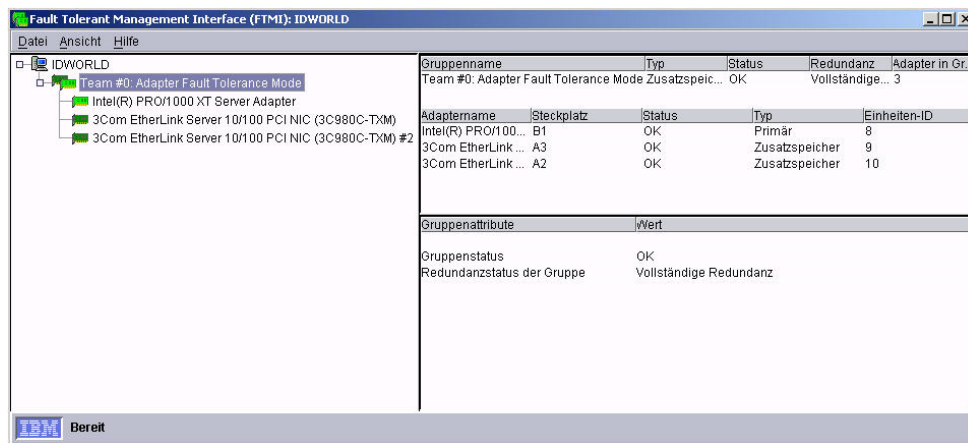 Fault Tolerant Management Interface (FTMI): IDWORLD
Datei Ansicht Hilfe
IDWORLD
Team #0: Adapter Fault Tolerance Mode
Intel(R) PRO/1000 XT Server Adapter
3Com EtherLink Server 10/100 PCI NIC (3C980C-TXM)
3Com EtherLink Server 10/100 PCI NIC (3C980C-TXM) #2
Gruppenname Typ Status Redundanz Adapter in Gr.
Team #0: Adapter Fault Tolerance Mode Zusatzspeic... OK Vollständige... 3
Adaptername Steckplatz Status Typ Einheiten-ID
Intel(R) PRO/100... B1 OK Primär 8
3Com EtherLink ... A3 OK Zusatzspeicher 9
3Com EtherLink ... A2 OK Zusatzspeicher 10
Gruppenattribute Wert
Gruppenstatus OK
Redundanzstatus der Gruppe Vollständige Redundanz
IBM Bereit